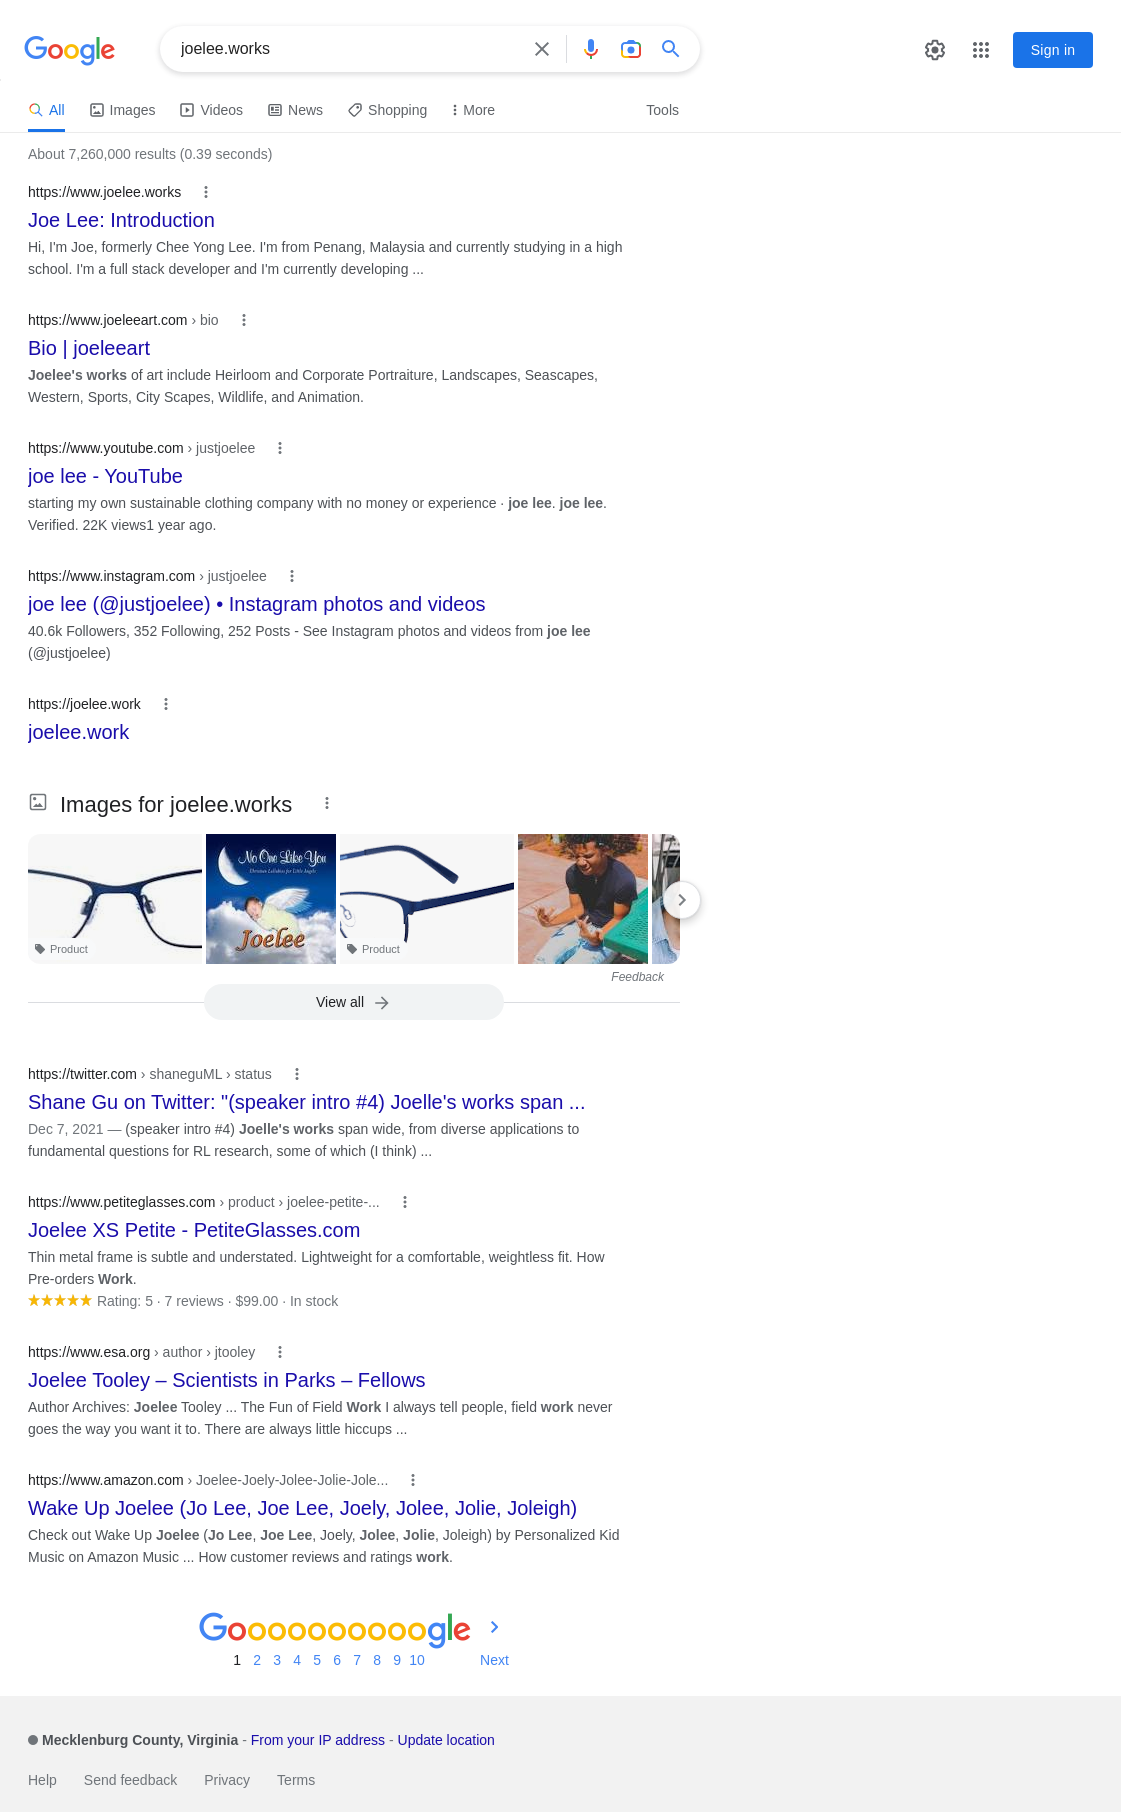 Google
joelee.works
Sign in
All Images Videos News Shopping More Tools
About 7,260,000 results (0.39 seconds)
https://www.joelee.works
Joe Lee: Introduction
Hi, I'm Joe, formerly Chee Yong Lee. I'm from Penang, Malaysia and currently studying in a high
school. I'm a full stack developer and I'm currently developing ...
https://www.joeleeart.com › bio
Bio | joeleeart
Joelee's works of art include Heirloom and Corporate Portraiture, Landscapes, Seascapes,
Western, Sports, City Scapes, Wildlife, and Animation.
https://www.youtube.com › justjoelee
joe lee - YouTube
starting my own sustainable clothing company with no money or experience · joe lee. joe lee.
Verified. 22K views1 year ago.
https://www.instagram.com › justjoelee
joe lee (@justjoelee) • Instagram photos and videos
40.6k Followers, 352 Following, 252 Posts - See Instagram photos and videos from joe lee
(@justjoelee)
https://joelee.work
joelee.work
Images for joelee.works
No One Like You
Christian Lullabies for Little Angels
Joelee
Product
Product
Feedback
View all
https://twitter.com › shaneguML › status
Shane Gu on Twitter: "(speaker intro #4) Joelle's works span ...
Dec 7, 2021 — (speaker intro #4) Joelle's works span wide, from diverse applications to
fundamental questions for RL research, some of which (I think) ...
https://www.petiteglasses.com › product › joelee-petite-...
Joelee XS Petite - PetiteGlasses.com
Thin metal frame is subtle and understated. Lightweight for a comfortable, weightless fit. How
Pre-orders Work.
Rating: 5 · 7 reviews · $99.00 · In stock
https://www.esa.org › author › jtooley
Joelee Tooley – Scientists in Parks – Fellows
Author Archives: Joelee Tooley ... The Fun of Field Work I always tell people, field work never
goes the way you want it to. There are always little hiccups ...
https://www.amazon.com › Joelee-Joely-Jolee-Jolie-Jole...
Wake Up Joelee (Jo Lee, Joe Lee, Joely, Jolee, Jolie, Joleigh)
Check out Wake Up Joelee (Jo Lee, Joe Lee, Joely, Jolee, Jolie, Joleigh) by Personalized Kid
Music on Amazon Music ... How customer reviews and ratings work.
Goooooooooogle
1 2 3 4 5 6 7 8 9 10 Next
Mecklenburg County, Virginia - From your IP address - Update location
Help Send feedback Privacy Terms